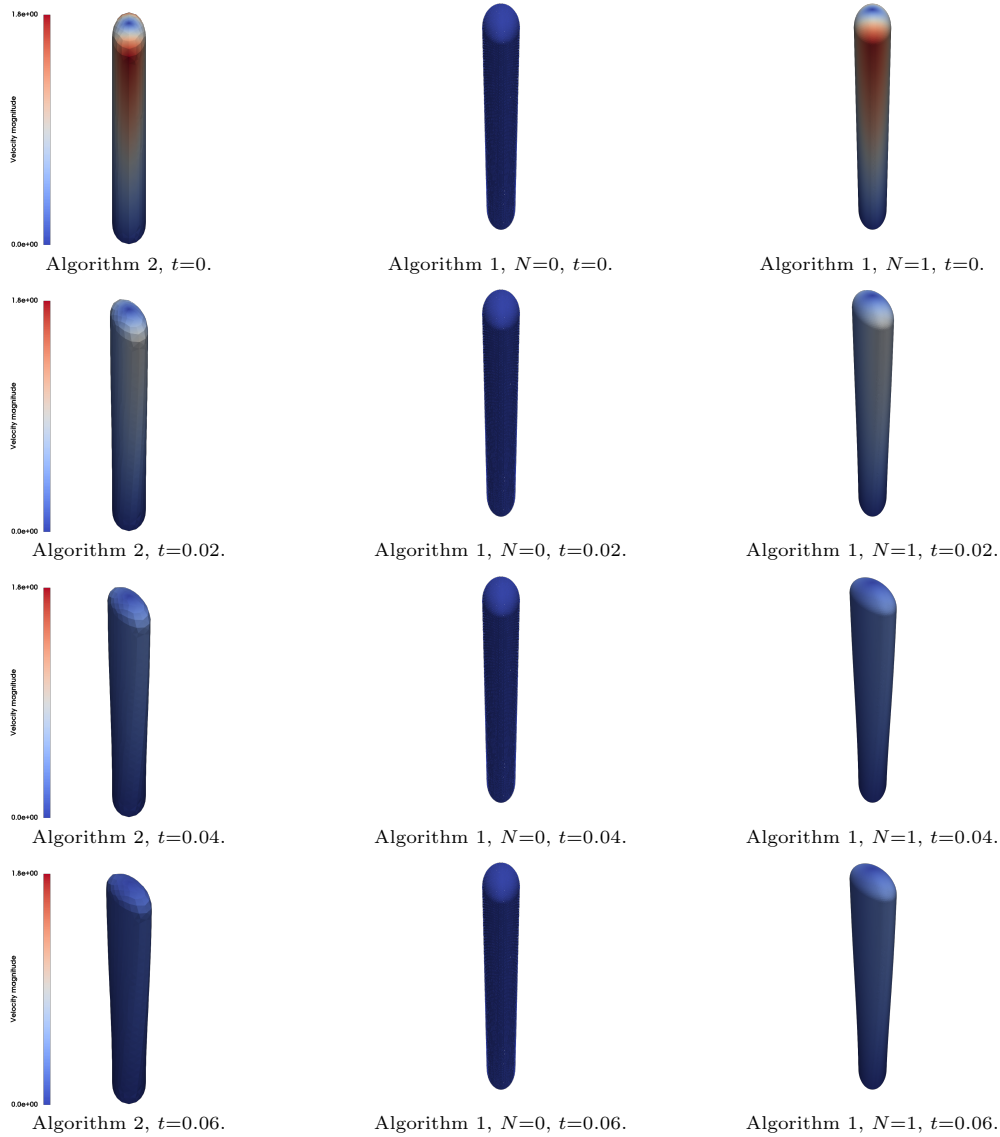 1.8e+00
Velocity magnitude
0.0e+00
Algorithm 2, t=0.
Algorithm 1, N=0, t=0.
Algorithm 1, N=1, t=0.
1.8e+00
Velocity magnitude
0.0e+00
Algorithm 2, t=0.02.
Algorithm 1, N=0, t=0.02.
Algorithm 1, N=1, t=0.02.
1.8e+00
Velocity magnitude
0.0e+00
Algorithm 2, t=0.04.
Algorithm 1, N=0, t=0.04.
Algorithm 1, N=1, t=0.04.
1.8e+00
Velocity magnitude
0.0e+00
Algorithm 2, t=0.06.
Algorithm 1, N=0, t=0.06.
Algorithm 1, N=1, t=0.06.